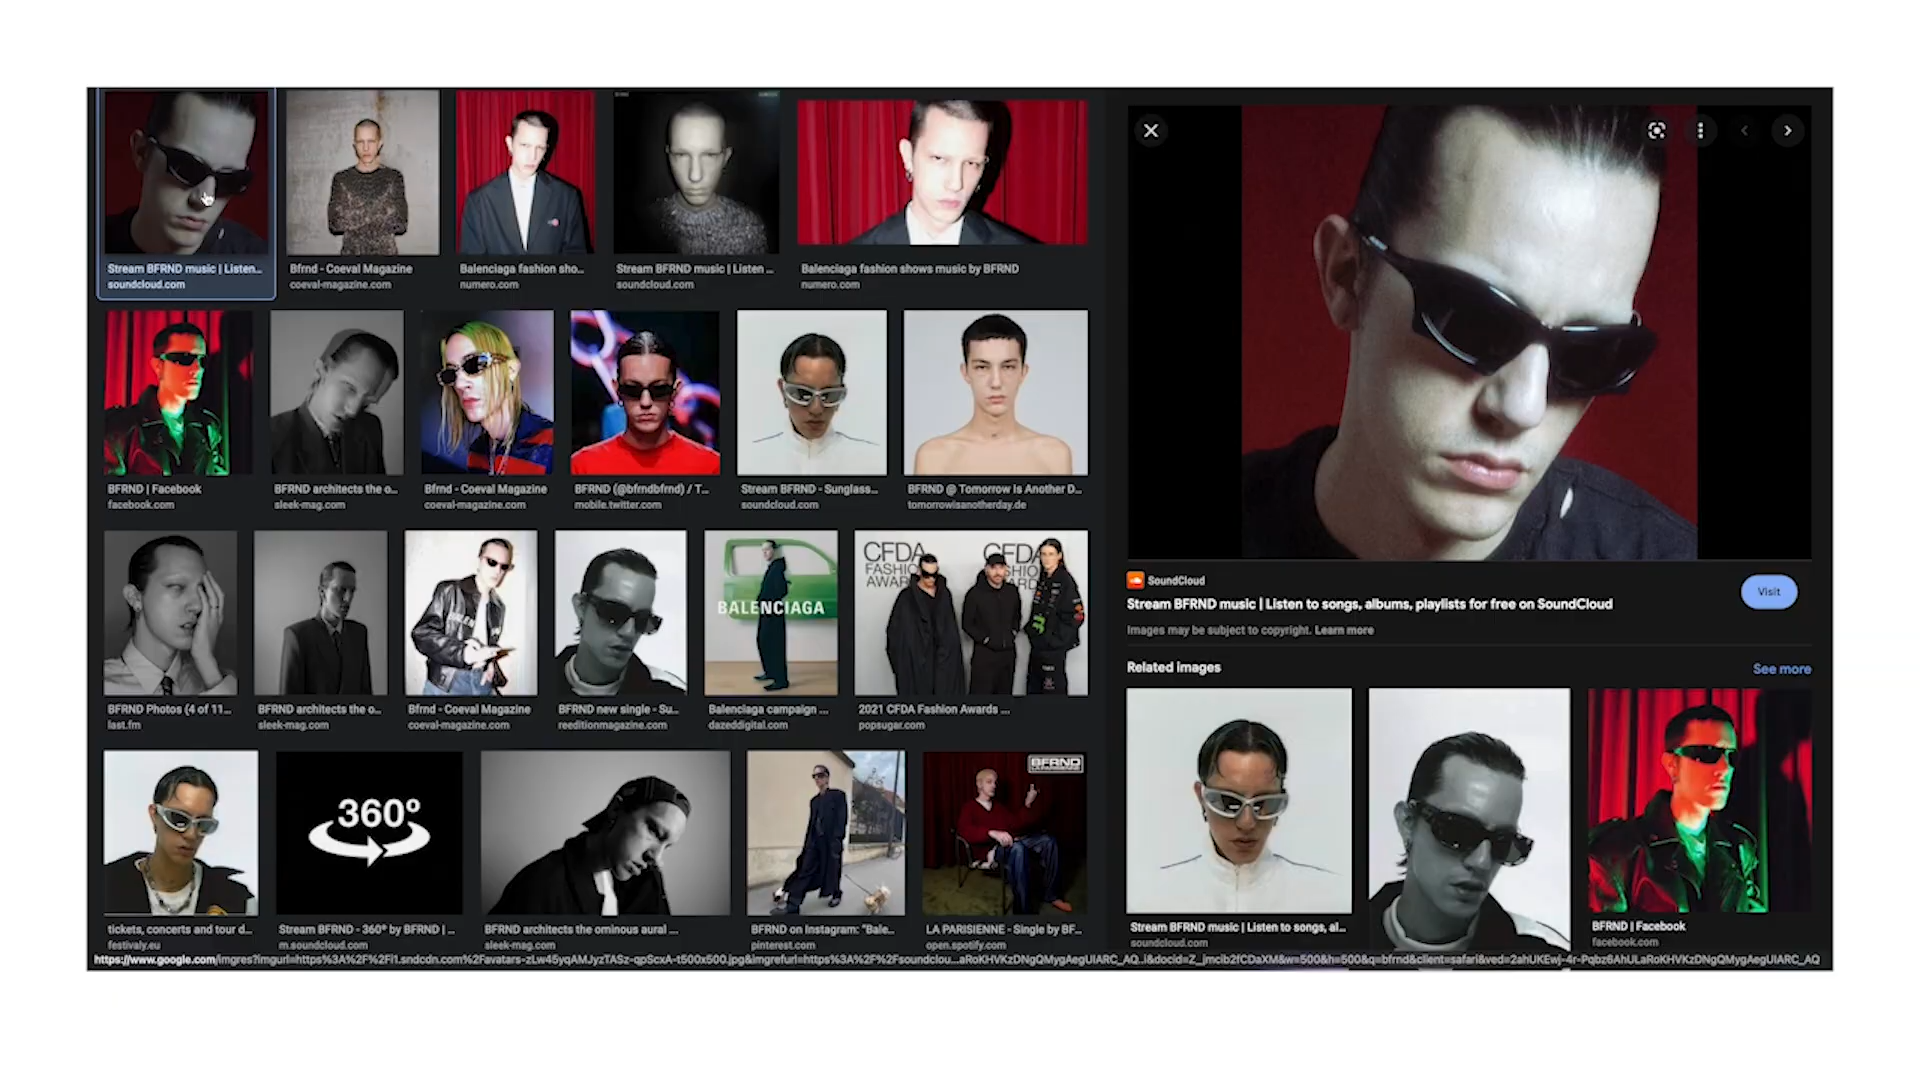 Stream BFRND music | Listen...
soundcloud.com
Bfrnd - Coeval Magazine
coeval-magazine.com
Balenciaga fashion sho...
numero.com
Stream BFRND music | Listen ...
soundcloud.com
Balenciaga fashion shows music by BFRND
numero.com
BFRND | Facebook
facebook.com
BFRND architects the o...
sleek-mag.com
Bfrnd - Coeval Magazine
coeval-magazine.com
BFRND (@bfrndbfrnd) / T...
mobile.twitter.com
Stream BFRND - Sunglass...
soundcloud.com
BFRND @ Tomorrow Is Another D...
tomorrowisanotherday.de
BALENCIAGA
CFDA
FASHION
AWAR
CFDA
BFRND Photos (4 of 11...
last.fm
BFRND architects the o...
sleek-mag.com
Bfrnd - Coeval Magazine
coeval-magazine.com
BFRND new single - Su...
reeditionmagazine.com
Balenciaga campaign ...
dazeddigital.com
2021 CFDA Fashion Awards ...
popsugar.com
360º
BFRND
tickets, concerts and tour d...
festivaly.eu
Stream BFRND - 360º by BFRND | ...
m.soundcloud.com
BFRND architects the ominous aural ...
sleek-mag.com
BFRND on Instagram: "Bale...
pinterest.com
LA PARISIENNE - Single by BF...
open.spotify.com
SoundCloud
Stream BFRND music | Listen to songs, albums, playlists for free on SoundCloud
Images may be subject to copyright. Learn more
Visit
Related images
See more
Stream BFRND music | Listen to songs, al...
soundcloud.com
BFRND | Facebook
facebook.com